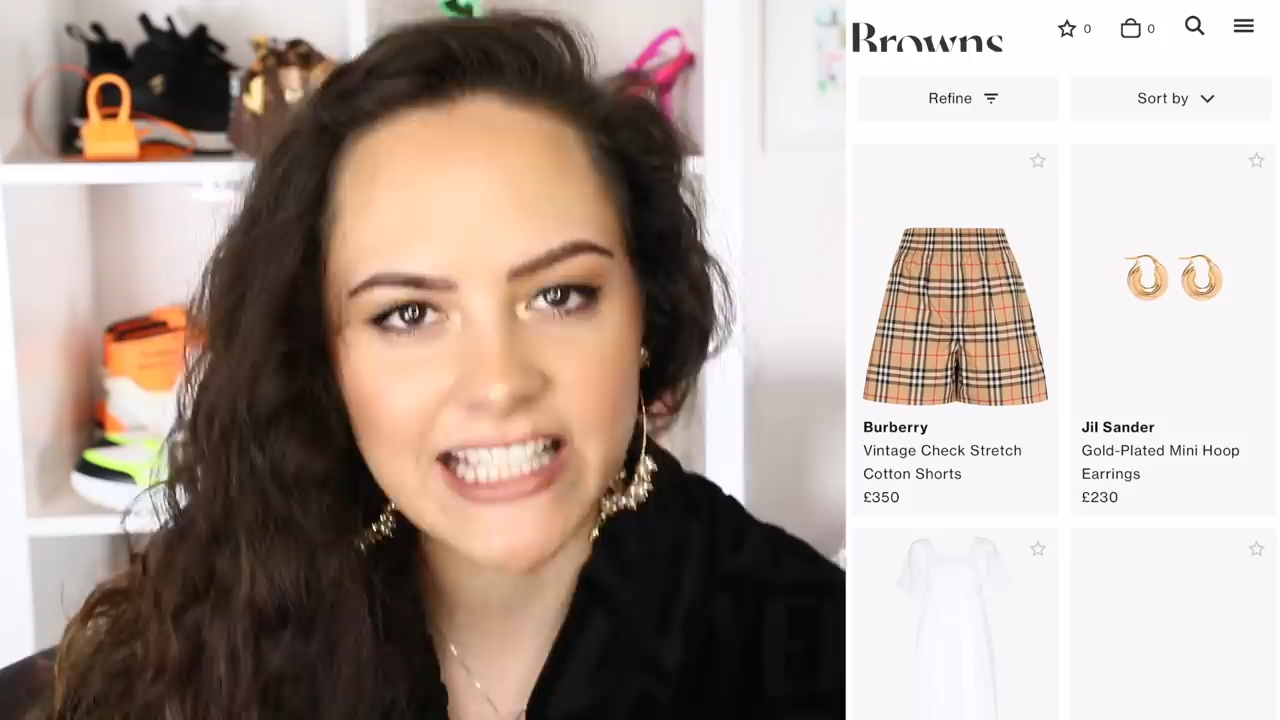 Browns
0
0
Refine
Sort by
Burberry
Vintage Check Stretch
Cotton Shorts
£350
Jil Sander
Gold-Plated Mini Hoop
Earrings
£230